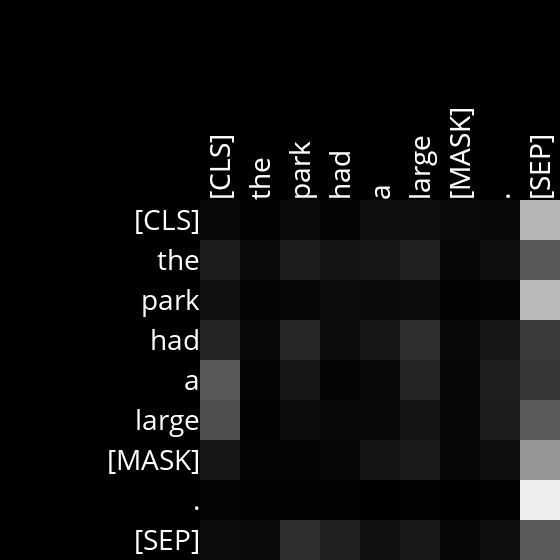 [CLS] the park had a large [MASK] . [SEP]
[CLS]
the
park
had
a
large
[MASK]
.
[SEP]